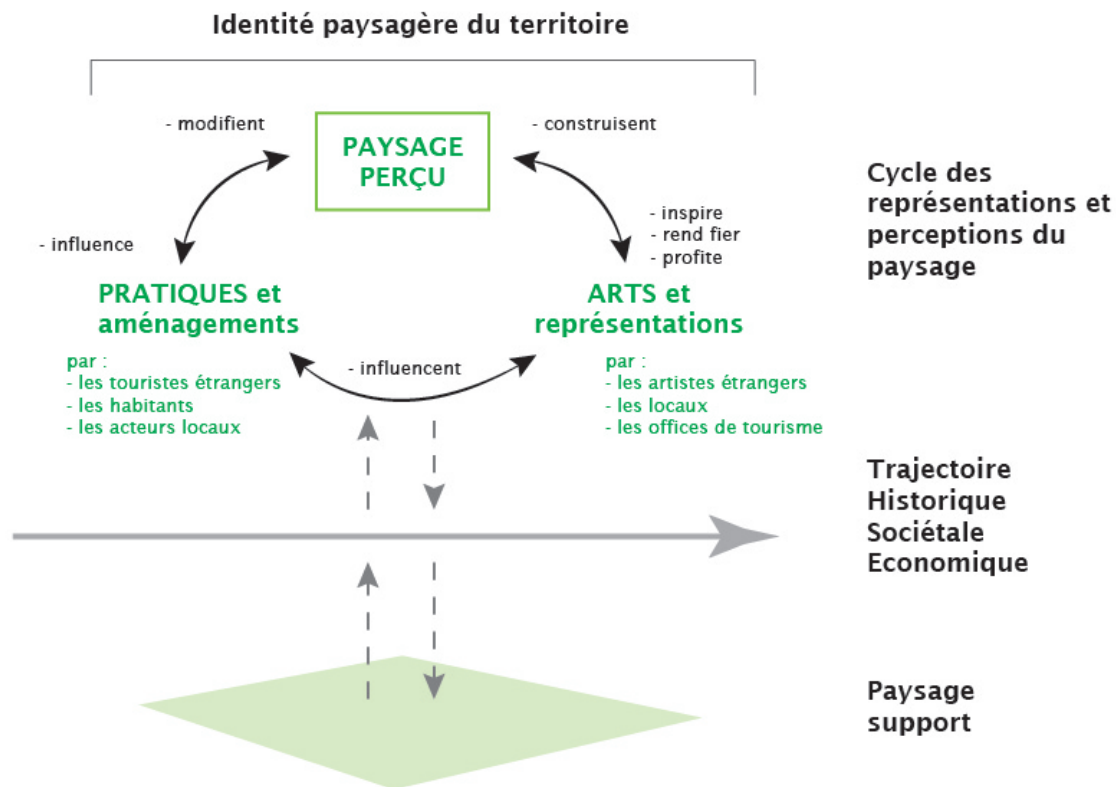 Identité paysagère du territoire
- modifient
- construisent
PAYSAGE
PERÇU
- inspire
- rend fier
- profite
- influence
PRATIQUES et
aménagements
par :
- les touristes étrangers
- les habitants
- les acteurs locaux
- influencent
ARTS et
représentations
par :
- les artistes étrangers
- les locaux
- les offices de tourisme
Cycle des
représentations et
perceptions du
paysage
Trajectoire
Historique
Sociétale
Economique
Paysage
support